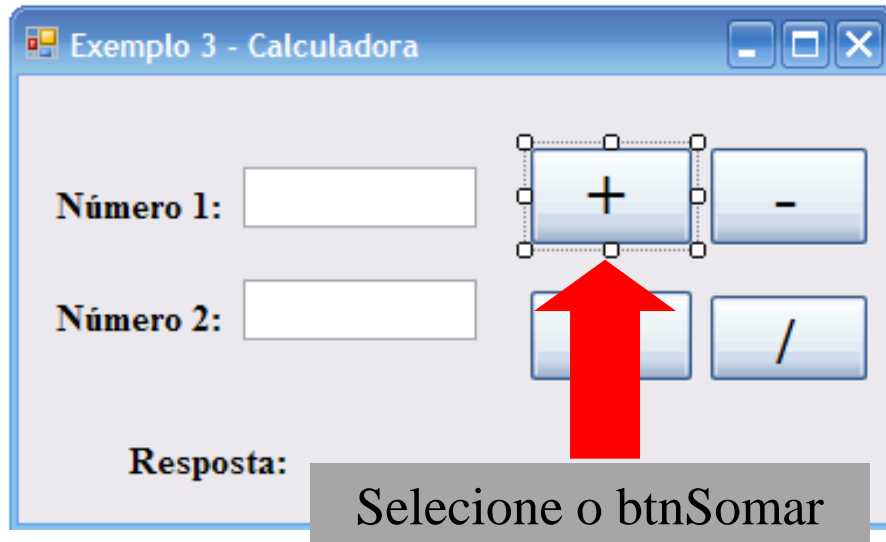 Exemplo 3 - Calculadora
Número 1:
+
-
Número 2:
/
Resposta:
Selecione o btnSomar